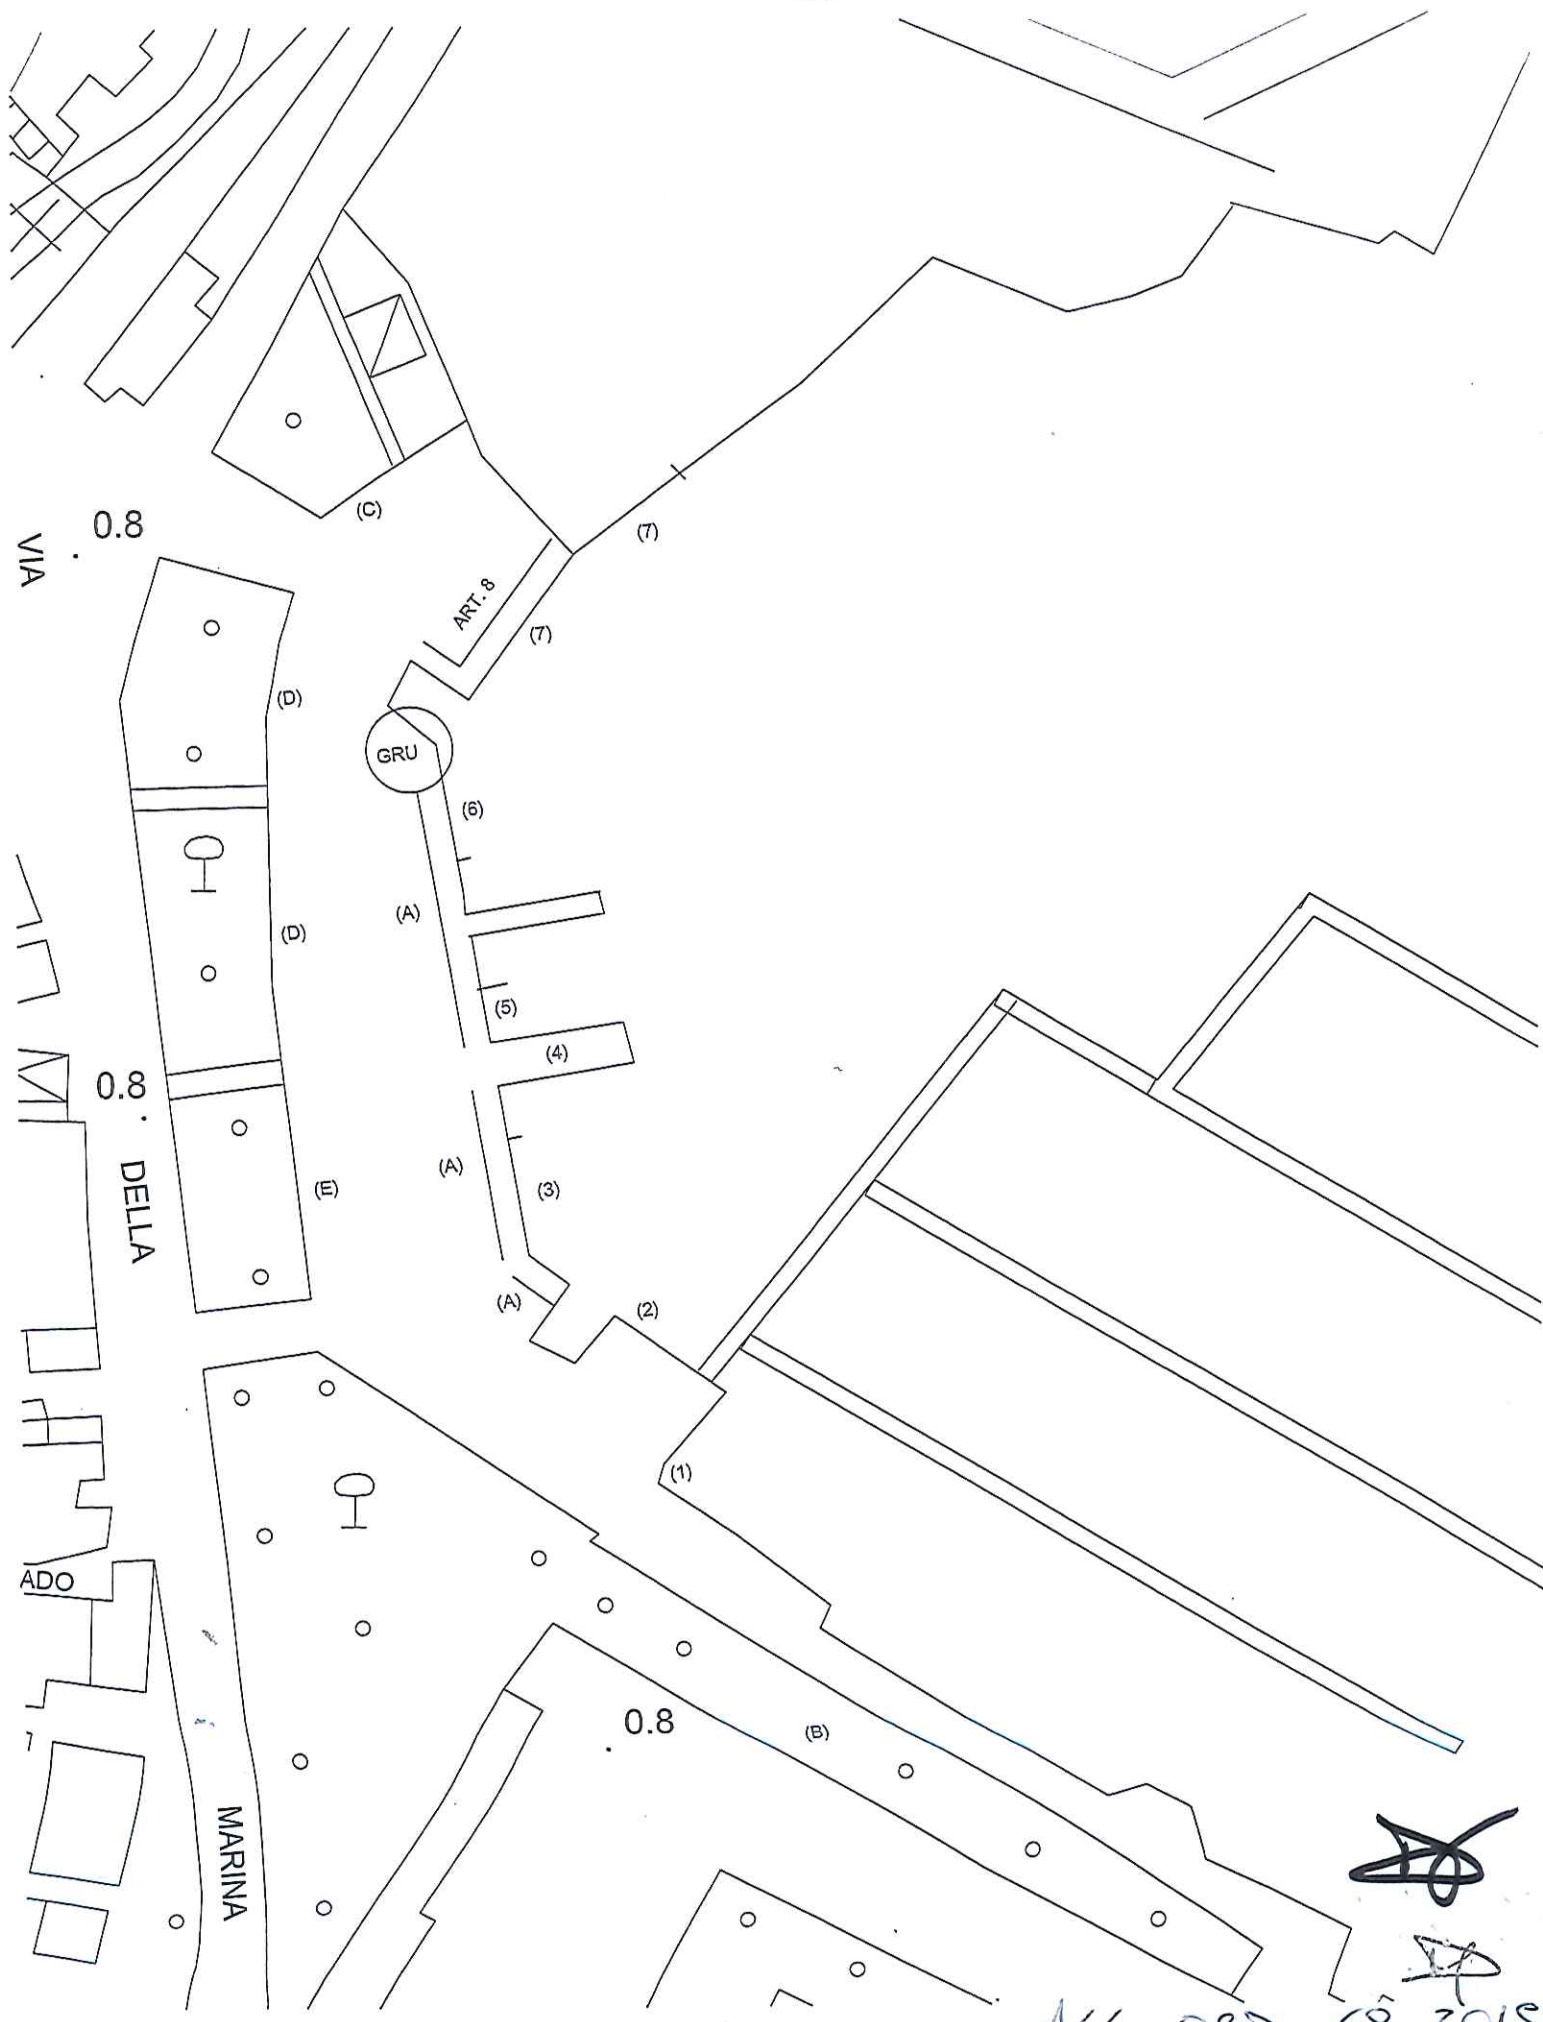 (C)
0.8
VIA
(7)
ART. 8
(7)
(D)
GRU
(6)
(A)
(D)
(5)
(4)
0.8
DELLA
(A)
(3)
(E)
(A)
(2)
(1)
ADO
0.8
(B)
MARINA